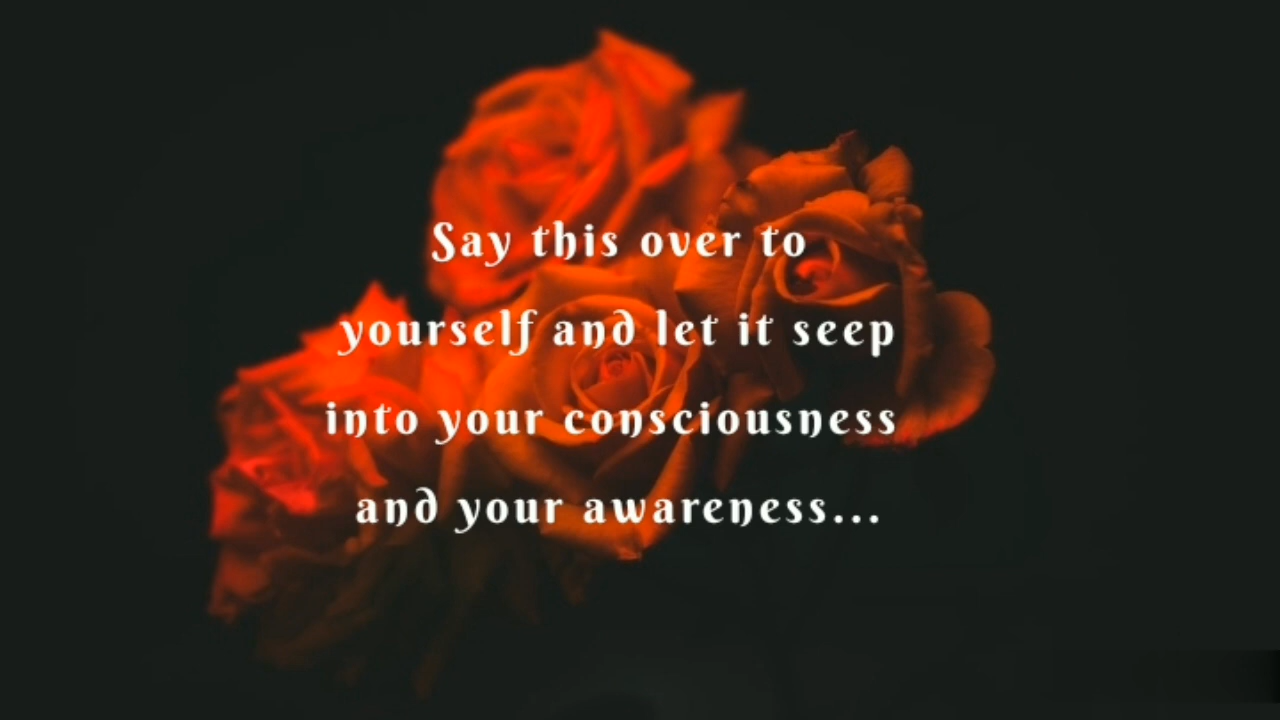 Say this over to
yourself and let it seep
into your consciousness
and your awareness...